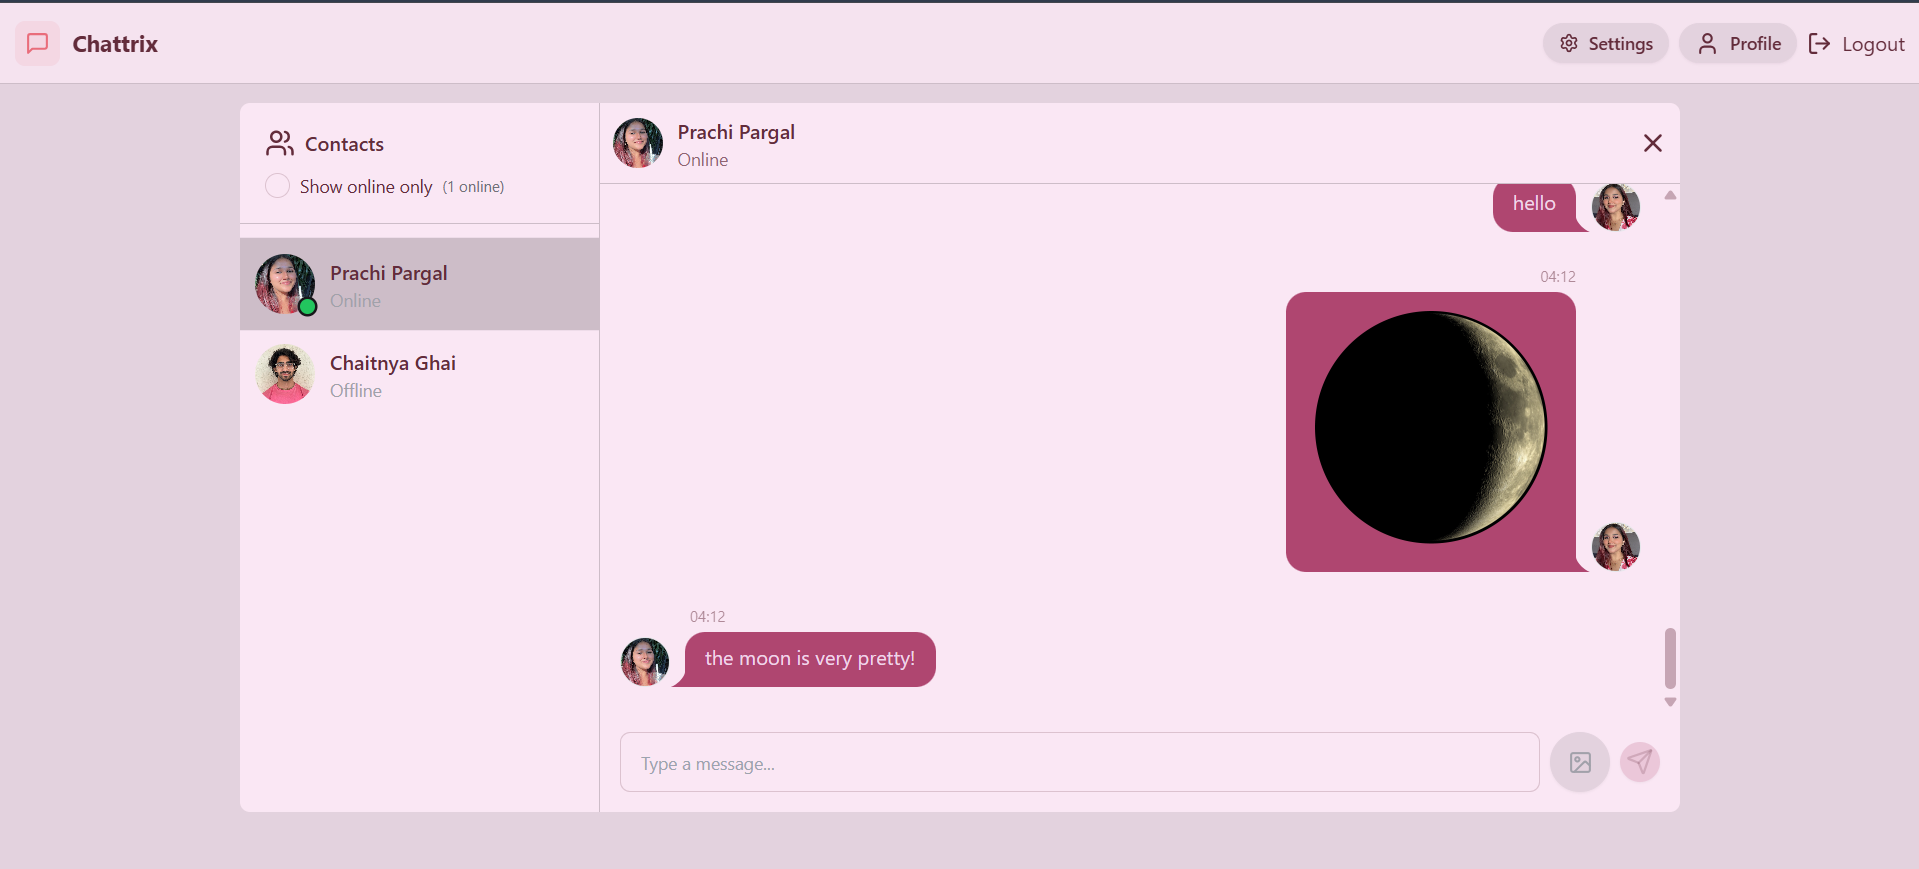 Chattrix
Settings
Profile
Logout
Contacts
Show online only (1 online)
Prachi Pargal
Online
Chaitnya Ghai
Offline
Prachi Pargal
Online
hello
04:12
04:12
the moon is very pretty!
Type a message...